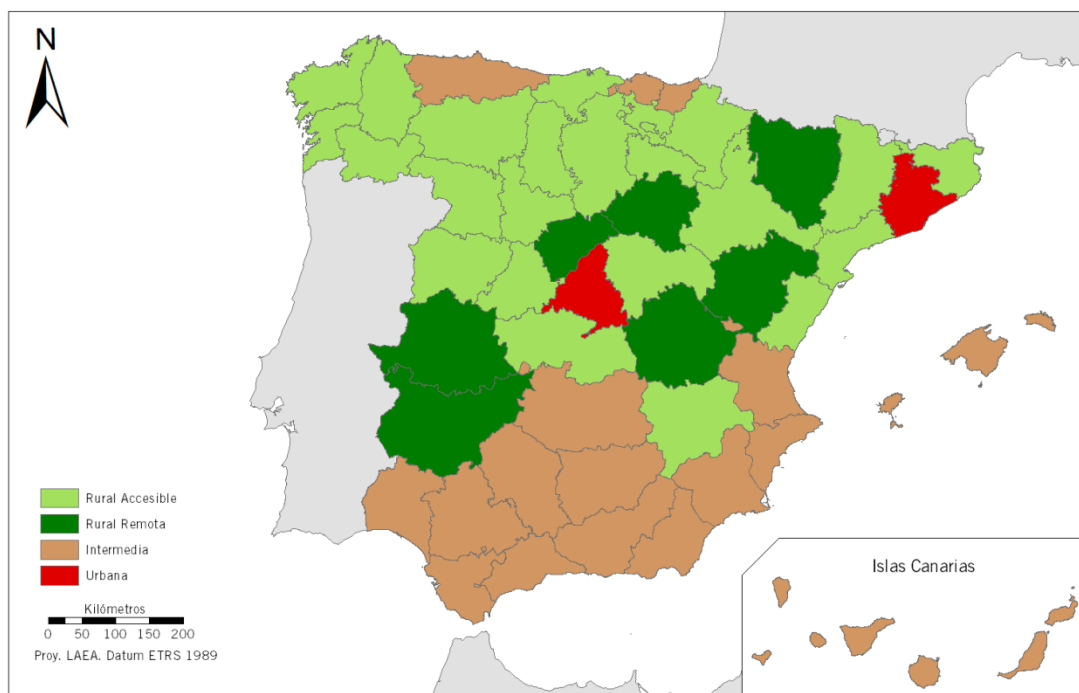 N
Rural Accesible
Rural Remota
Intermedia
Urbana
Kilómetros
0 50 100 150 200
Proy. LAEA. Datum ETRS 1989
Islas Canarias